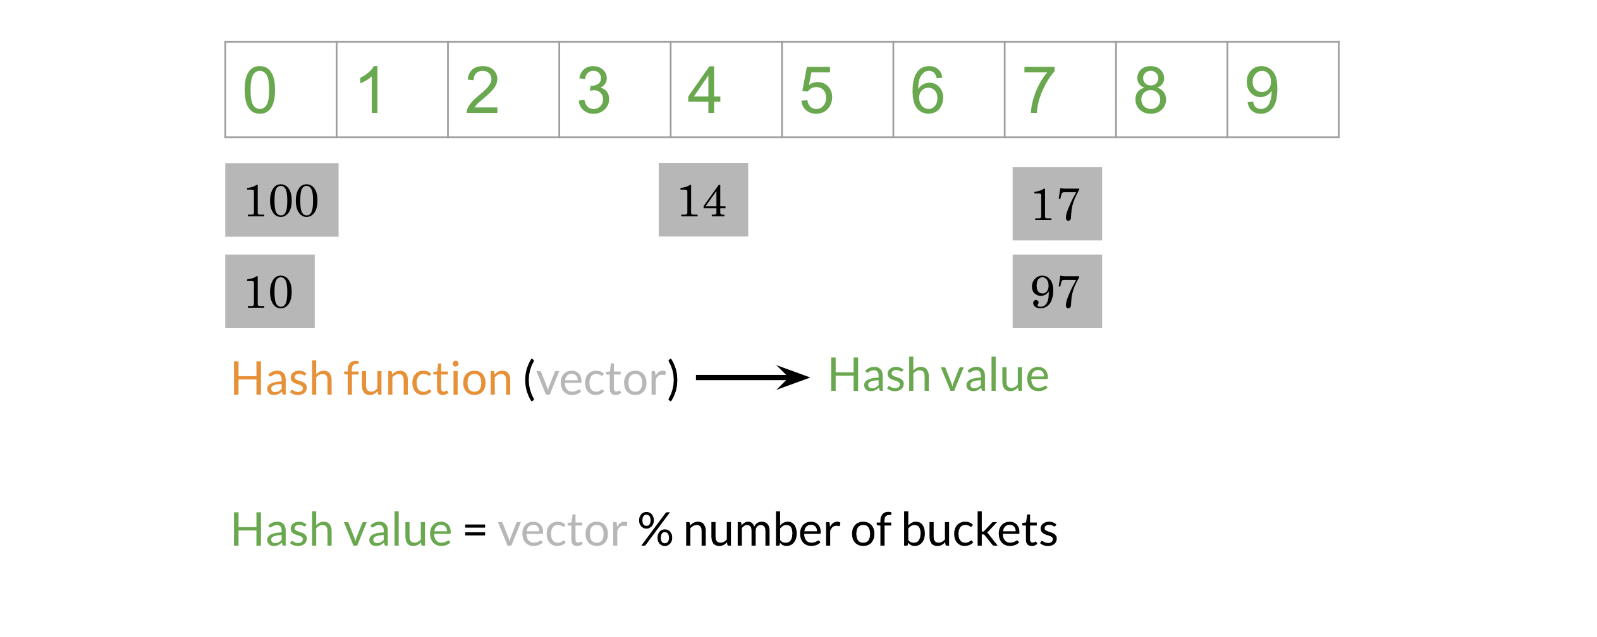 0 1 2 3 4 5 6 7 8 9
100 14 17
10 97
Hash function (vector) Hash value
Hash value = vector % number of buckets